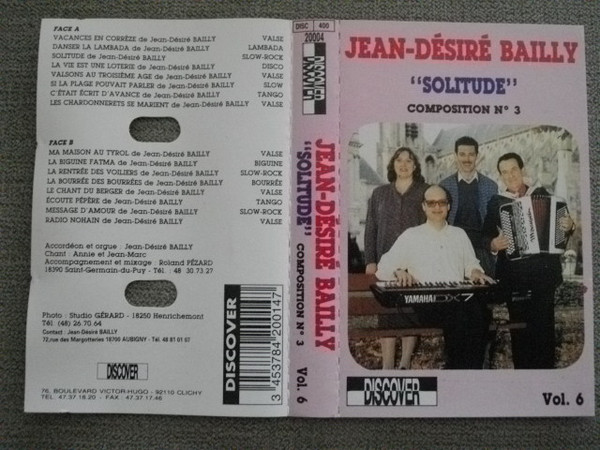 FACE A
VACANCES EN CORRÈZE de Jean-Désiré BAILLY VALSE
DANSER LA LAMBADA de Jean-Désiré BAILLY LAMBADA
SOLITUDE de Jean-Désiré BAILLY SLOW-ROCK
LA VIE EST UNE LOTERIE de Jean-Désiré BAILLY DISCO
VALSONS AU TROISIÈME AGE de Jean-Désiré BAILLY VALSE
SI LA PLAGE POUVAIT PARLER de Jean-Désiré BAILLY SLOW
C'ÉTAIT ÉCRIT D'AVANCE de Jean-Désiré BAILLY TANGO
LES CHARDONNERETS SE MARIENT de Jean-Désiré BAILLY VALSE
FACE B
MA MAISON AU TYROL de Jean-Désiré BAILLY VALSE
LA BIGUINE FATMA de Jean-Désiré BAILLY BIGUINE
LA RENTRÉE DES VOILIERS de Jean-Désiré BAILLY SLOW-ROCK
LA BOURRÉE DES BOURRÉES de Jean-Désiré BAILLY BOURRÉE
LE CHANT DU BERGER de Jean-Désiré BAILLY VALSE
ÉCOUTE PÉPÈRE de Jean-Désiré BAILLY TANGO
MESSAGE D'AMOUR de Jean-Désiré BAILLY SLOW-ROCK
RADIO NOHAIN de Jean-Désiré BAILLY VALSE
Accordéon et orgue : Jean-Désiré BAILLY
Chant : Annie et Jean-Marc
Accompagnement et mixage : Roland PÉZARD
18390 Saint-Germain-du-Puy - Tél. : 48 30.73.27
Photo : Studio GÉRARD - 18250 Henrichemont
Tél. (48) 26.70.64
Contact : Jean-Désiré BAILLY
72, rue des Margotteries 18700 AUBIGNY - Tél. 48 81 01 67
DISCOVER
76, BOULEVARD VICTOR-HUGO - 92110 CLICHY
TÉL. 47.37.18.20 - FAX : 47.37.17.46
DISCOVER
3 453784 200147
DISC 400
20004
DISCOVER
JEAN-DÉSIRÉ BAILLY
"SOLITUDE" COMPOSITION N° 3
Vol. 6
JEAN-DÉSIRÉ BAILLY
"SOLITUDE"
COMPOSITION N° 3
YAMAHA DX7
DISCOVER
Vol. 6